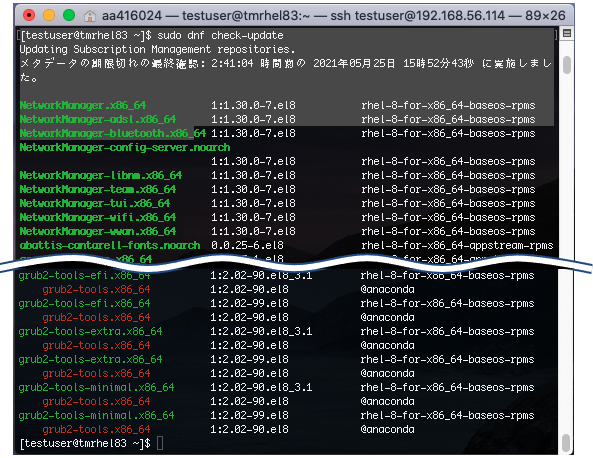 aa416024 — testuser@tmrhel83:~ — ssh testuser@192.168.56.114 — 89×26
[testuser@tmrhel83 ~]$ sudo dnf check-update
Updating Subscription Management repositories.
メタデータの期限切れの最終確認: 2:41:04 時間前の 2021年05月25日 15時52分43秒 に実施しまし
た。
NetworkManager.x86_64 1:1.30.0-7.el8 rhel-8-for-x86_64-baseos-rpms
NetworkManager-adsl.x86_64 1:1.30.0-7.el8 rhel-8-for-x86_64-baseos-rpms
NetworkManager-bluetooth.x86_64 1:1.30.0-7.el8 rhel-8-for-x86_64-baseos-rpms
NetworkManager-config-server.noarch
1:1.30.0-7.el8 rhel-8-for-x86_64-baseos-rpms
NetworkManager-libnm.x86_64 1:1.30.0-7.el8 rhel-8-for-x86_64-baseos-rpms
NetworkManager-team.x86_64 1:1.30.0-7.el8 rhel-8-for-x86_64-baseos-rpms
NetworkManager-tui.x86_64 1:1.30.0-7.el8 rhel-8-for-x86_64-baseos-rpms
NetworkManager-wifi.x86_64 1:1.30.0-7.el8 rhel-8-for-x86_64-baseos-rpms
NetworkManager-wwan.x86_64 1:1.30.0-7.el8 rhel-8-for-x86_64-baseos-rpms
abattis-cantarell-fonts.noarch 0.0.25-6.el8 rhel-8-for-x86_64-appstream-rpms
grub2-tools-efi.x86_64 1:2.02-90.el8_3.1 rhel-8-for-x86_64-baseos-rpms
grub2-tools.x86_64 1:2.02-90.el8 @anaconda
grub2-tools-efi.x86_64 1:2.02-99.el8 rhel-8-for-x86_64-baseos-rpms
grub2-tools.x86_64 1:2.02-90.el8 @anaconda
grub2-tools-extra.x86_64 1:2.02-90.el8_3.1 rhel-8-for-x86_64-baseos-rpms
grub2-tools.x86_64 1:2.02-90.el8 @anaconda
grub2-tools-extra.x86_64 1:2.02-99.el8 rhel-8-for-x86_64-baseos-rpms
grub2-tools.x86_64 1:2.02-90.el8 @anaconda
grub2-tools-minimal.x86_64 1:2.02-90.el8_3.1 rhel-8-for-x86_64-baseos-rpms
grub2-tools.x86_64 1:2.02-90.el8 @anaconda
grub2-tools-minimal.x86_64 1:2.02-99.el8 rhel-8-for-x86_64-baseos-rpms
grub2-tools.x86_64 1:2.02-90.el8 @anaconda
[testuser@tmrhel83 ~]$